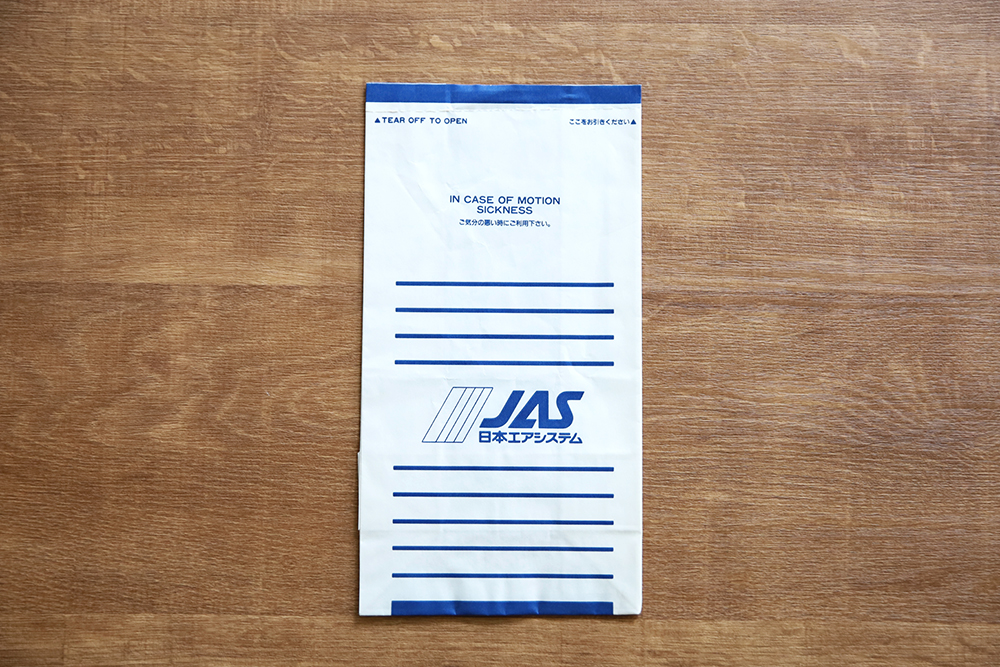 ▲TEAR OFF TO OPEN
ここをお引きください▲
IN CASE OF MOTION
SICKNESS
ご気分の悪い時にご利用下さい。
JAS
日本エアシステム